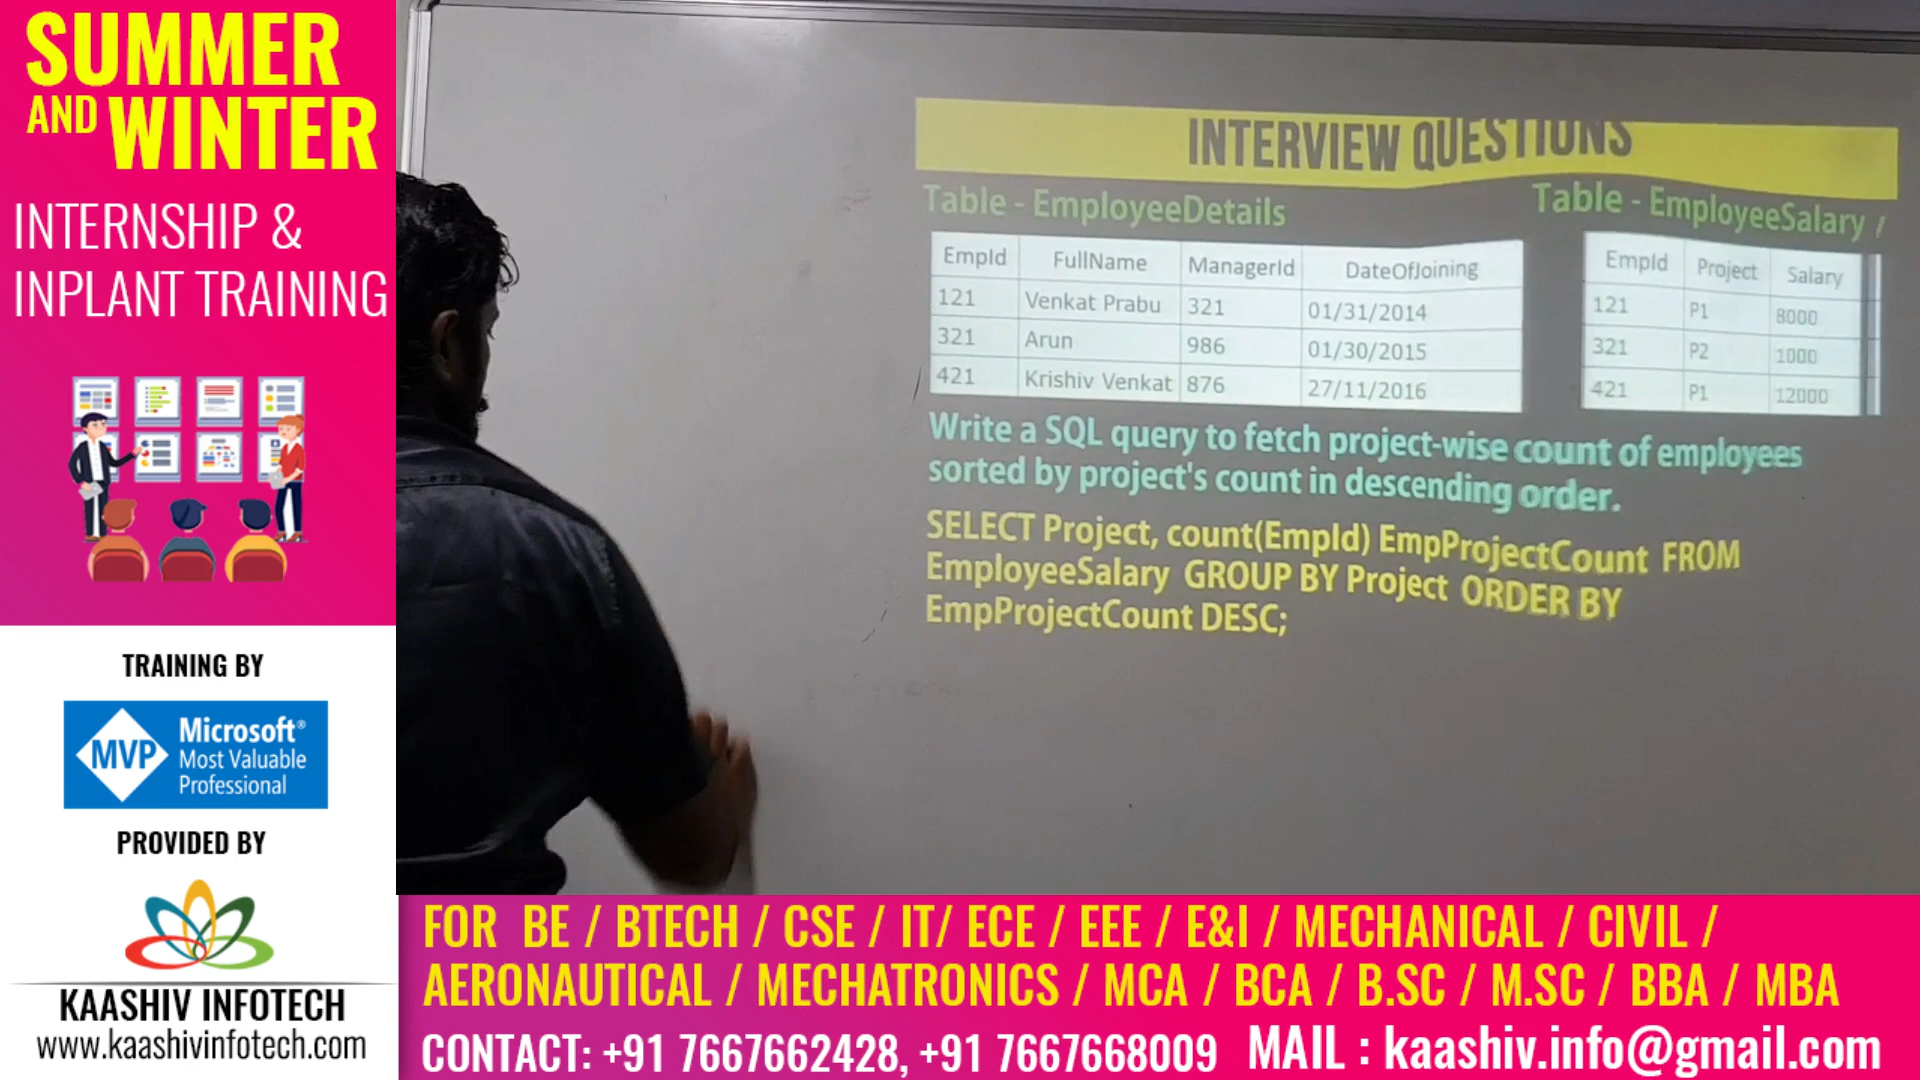 SUMMER
AND WINTER
INTERNSHIP &
INPLANT TRAINING
TRAINING BY
MVP
Microsoft®
Most Valuable
Professional
PROVIDED BY
KAASHIV INFOTECH
www.kaashivinfotech.com
INTERVIEW QUESTIONS
Table - EmployeeDetails
EmpId FullName ManagerId DateOfJoining
121 Venkat Prabu 321 01/31/2014
321 Arun 986 01/30/2015
421 Krishiv Venkat 876 27/11/2016
Table - EmployeeSalary /
EmpId Project Salary
121 P1 8000
321 P2 1000
421 P1 12000
Write a SQL query to fetch project-wise count of employees
sorted by project's count in descending order.
SELECT Project, count(EmpId) EmpProjectCount FROM
EmployeeSalary GROUP BY Project ORDER BY
EmpProjectCount DESC;
FOR BE / BTECH / CSE / IT/ ECE / EEE / E&I / MECHANICAL / CIVIL /
AERONAUTICAL / MECHATRONICS / MCA / BCA / B.SC / M.SC / BBA / MBA
CONTACT: +91 7667662428, +91 7667668009 MAIL : kaashiv.info@gmail.com